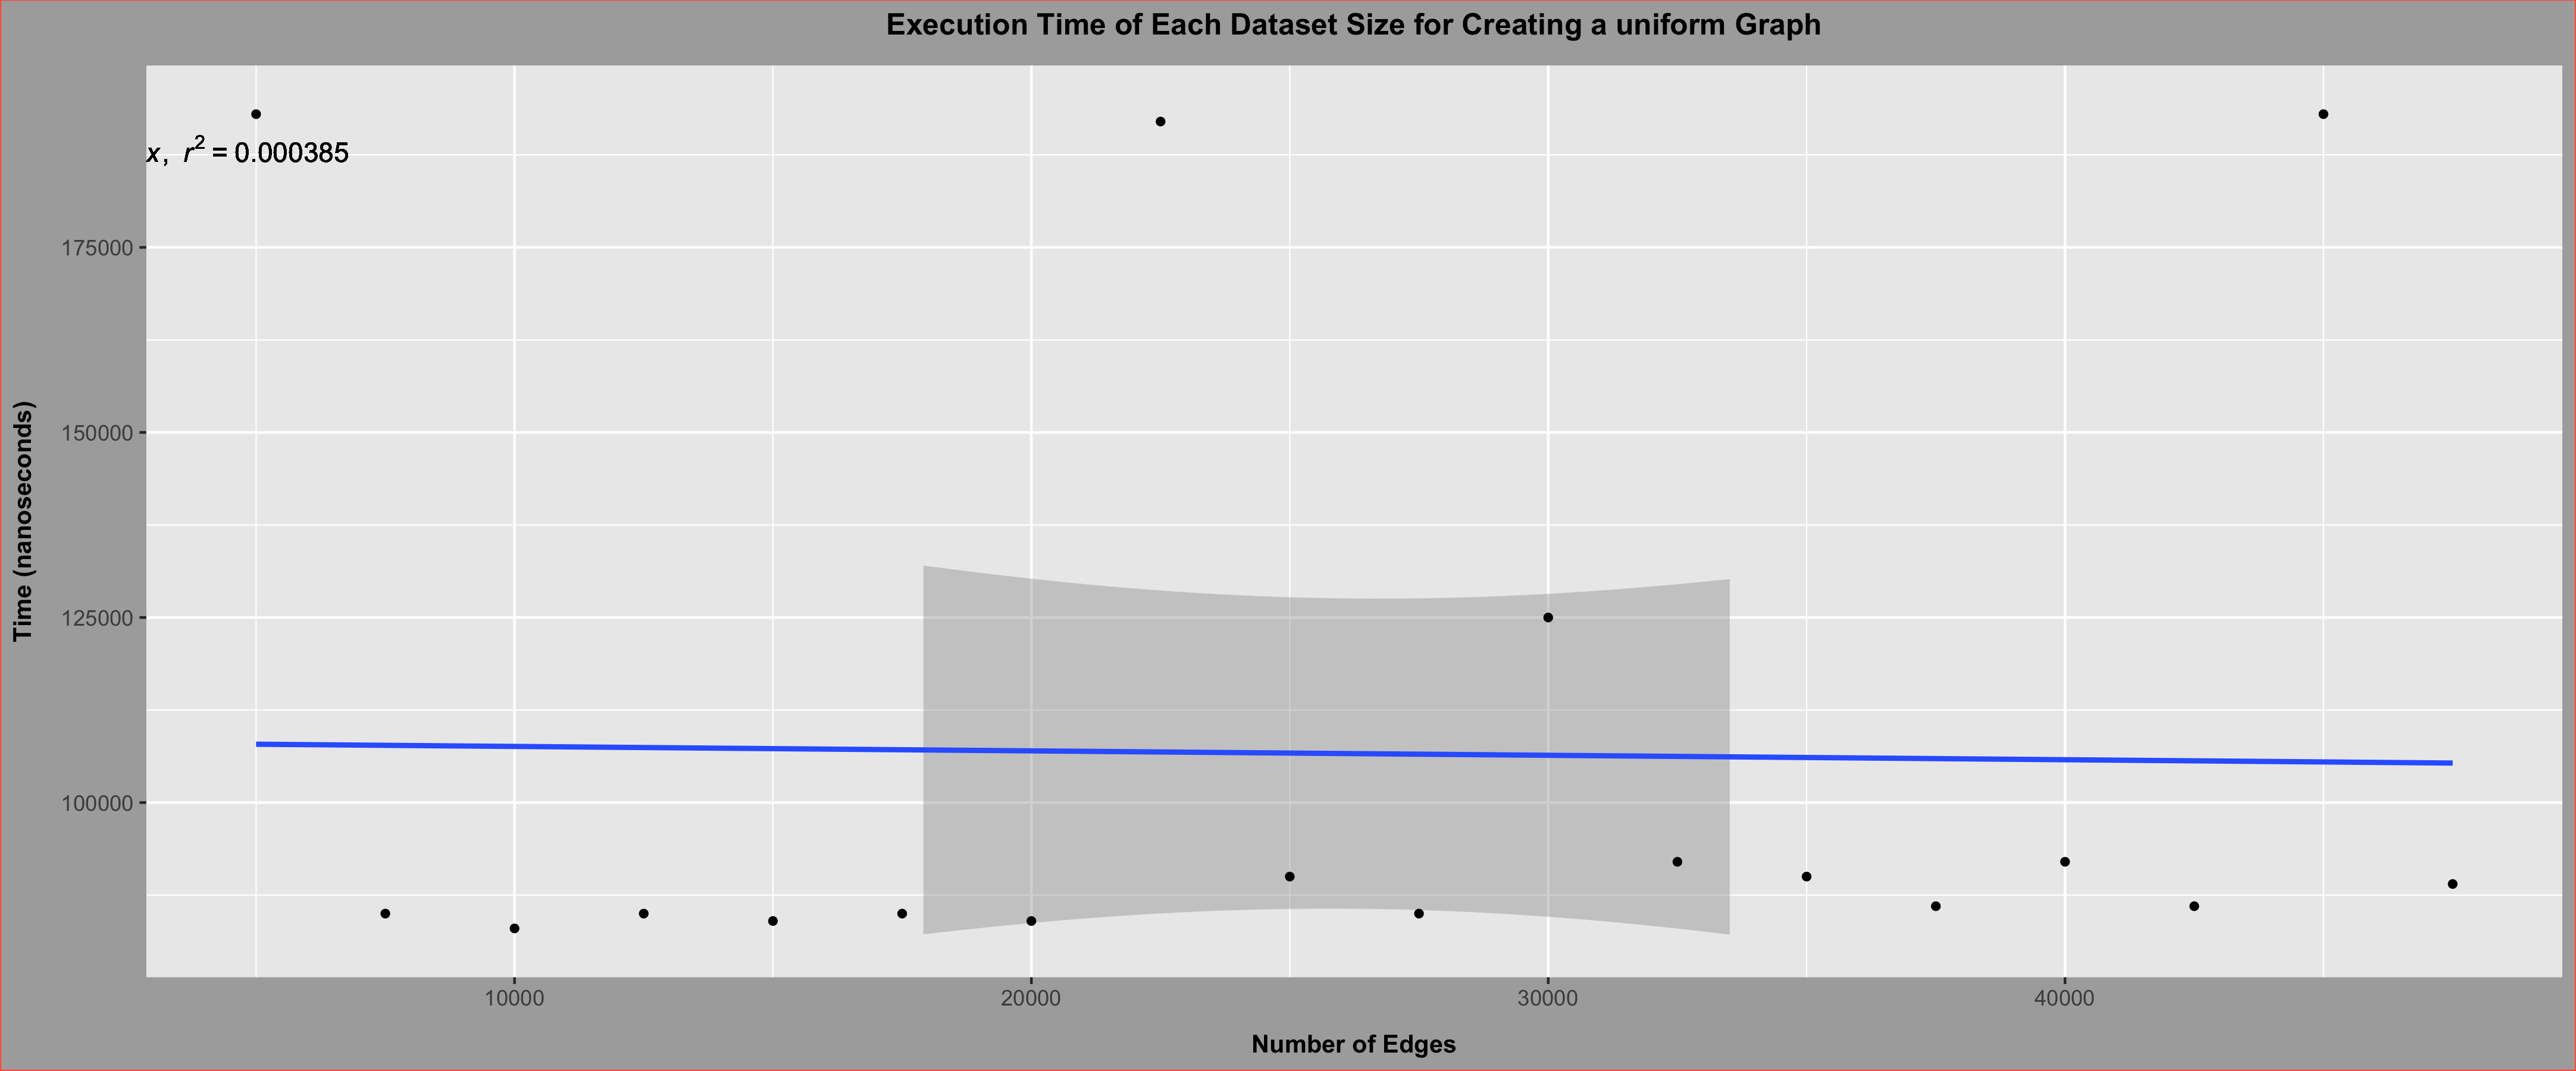 Execution Time of Each Dataset Size for Creating a uniform Graph
x, r² = 0.000385
175000
150000
125000
100000
Time (nanoseconds)
10000 20000 30000 40000
Number of Edges